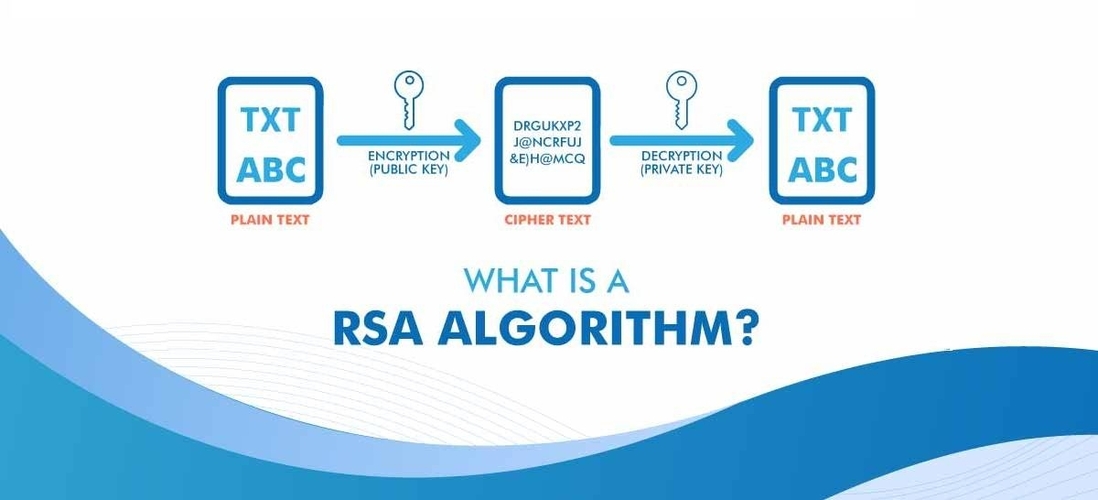 TXT
ABC
PLAIN TEXT
ENCRYPTION
(PUBLIC KEY)
DRGUKXP2
J@NCRFUJ
&E)H@MCQ
CIPHER TEXT
DECRYPTION
(PRIVATE KEY)
TXT
ABC
PLAIN TEXT
WHAT IS A
RSA ALGORITHM?